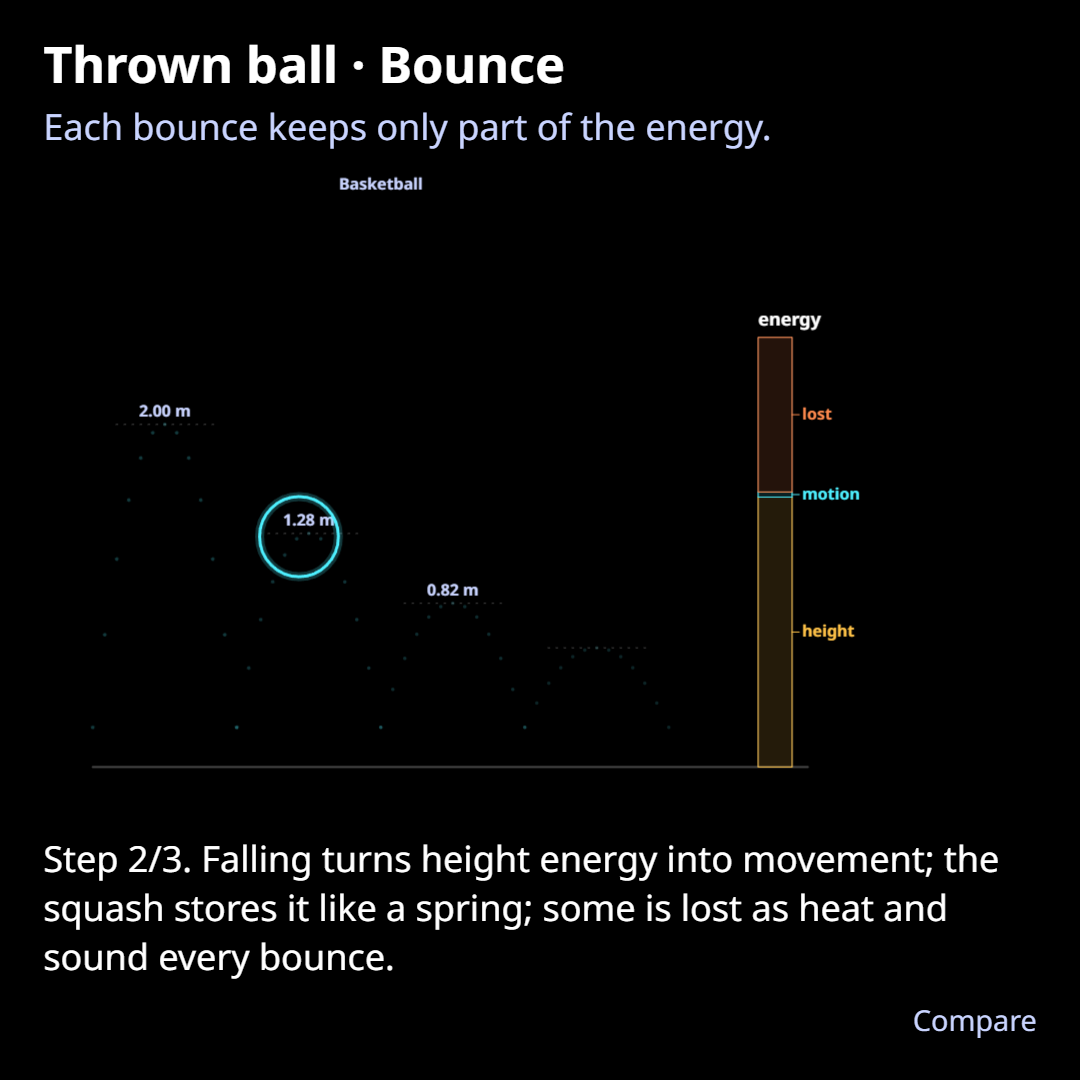 Thrown ball · Bounce
Each bounce keeps only part of the energy.
Basketball
energy
2.00 m
lost
motion
1.28 m
0.82 m
height
Step 2/3. Falling turns height energy into movement; the
squash stores it like a spring; some is lost as heat and
sound every bounce.
Compare